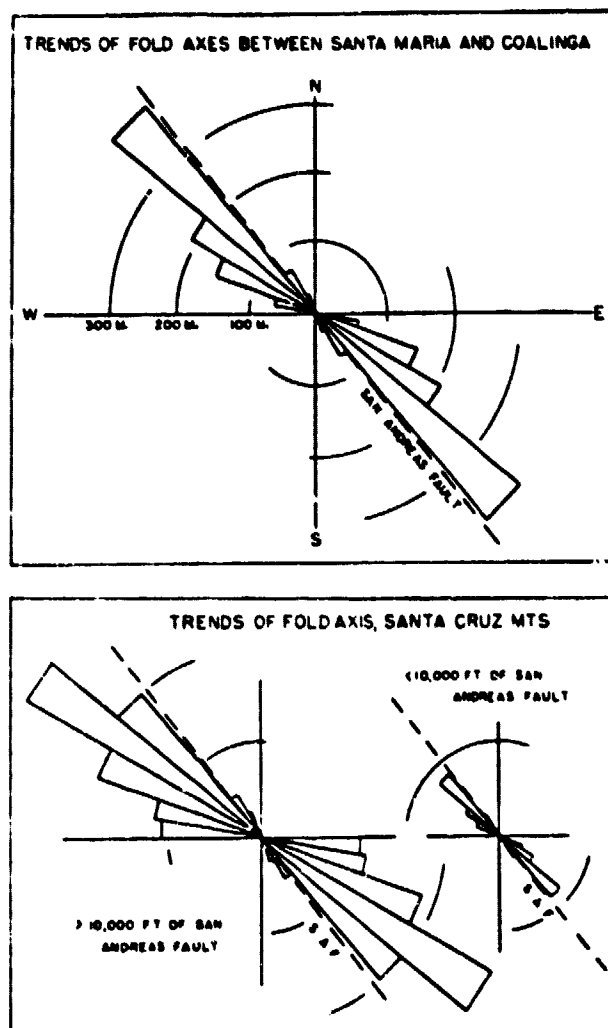 TRENDS OF FOLD AXES BETWEEN SANTA MARIA AND COALINGA
N
W
300
200
100
E
SAN ANDREAS FAULT
S
TRENDS OF FOLD AXIS, SANTA CRUZ MTS
<10,000 FT OF SAN
ANDREAS FAULT
> 10,000 FT OF SAN
ANDREAS FAULT
S A F
S A F